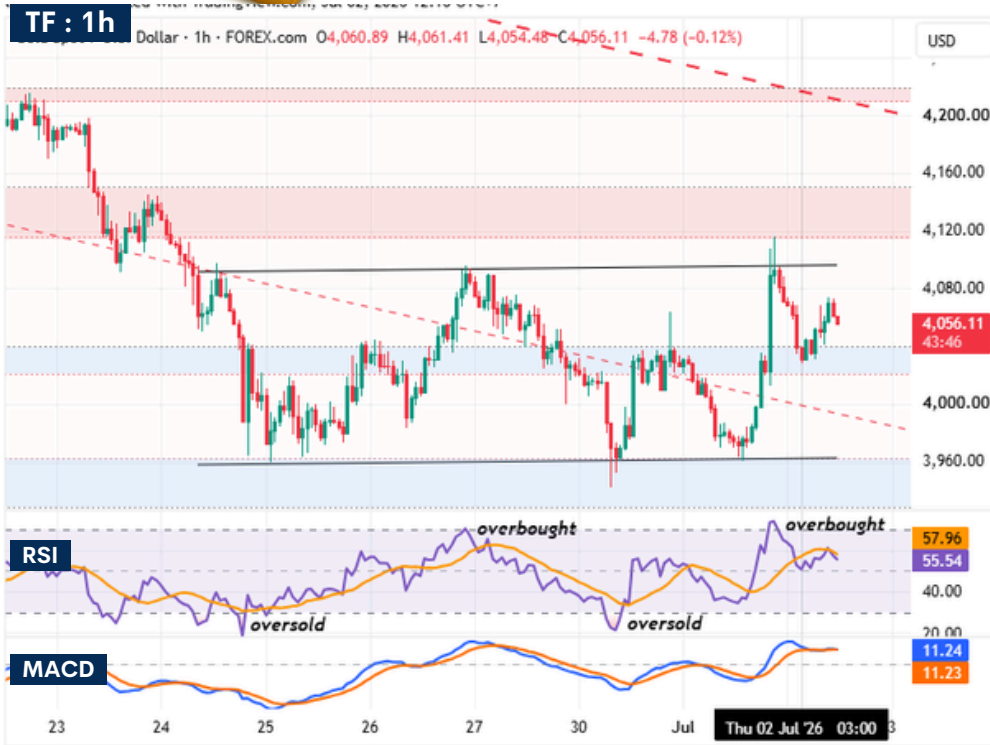 TF : 1h
Dollar · 1h · FOREX.com O4,060.89 H4,061.41 L4,054.48 C4,056.11 −4.78 (−0.12%)
USD
4,200.00
4,160.00
4,120.00
4,080.00
4,056.11
43:46
4,000.00
3,960.00
overbought
overbought
RSI
57.96
55.54
40.00
oversold
oversold
20.00
MACD
11.24
11.23
23 24 25 26 27 30 Jul Thu 02 Jul '26 03:00 3